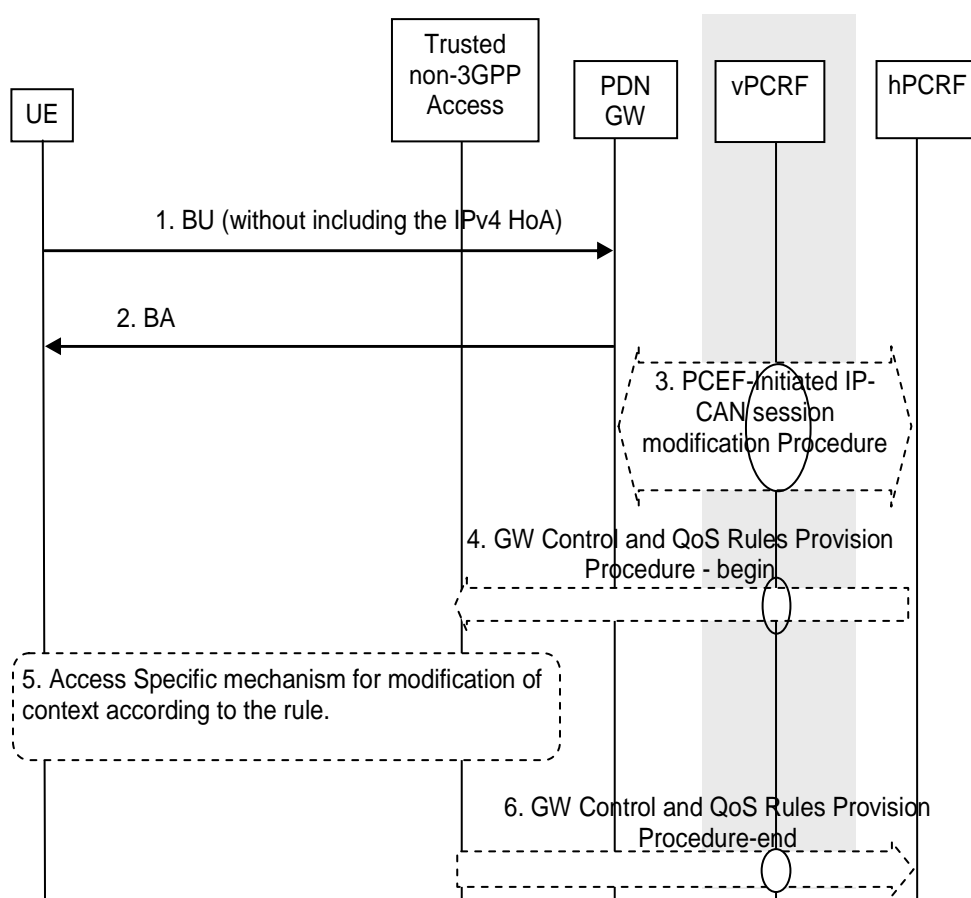 Trusted
non-3GPP
Access
PDN
GW
vPCRF
hPCRF
UE
1. BU (without including the IPv4 HoA)
2. BA
3. PCEF-Initiated IP-
CAN session
modification Procedure
4. GW Control and QoS Rules Provision
Procedure - begin
5. Access Specific mechanism for modification of
context according to the rule.
6. GW Control and QoS Rules Provision
Procedure-end